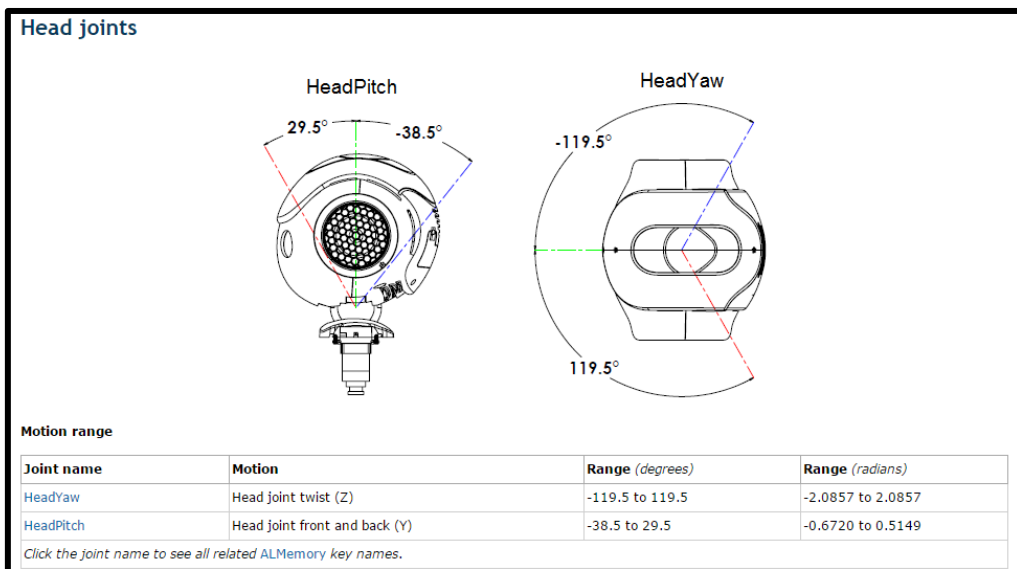 Head joints
HeadPitch
HeadYaw
29.5°
-38.5°
-119.5°
119.5°
Motion range
Joint name Motion Range (degrees) Range (radians)
HeadYaw Head joint twist (Z) -119.5 to 119.5 -2.0857 to 2.0857
HeadPitch Head joint front and back (Y) -38.5 to 29.5 -0.6720 to 0.5149
Click the joint name to see all related ALMemory key names.